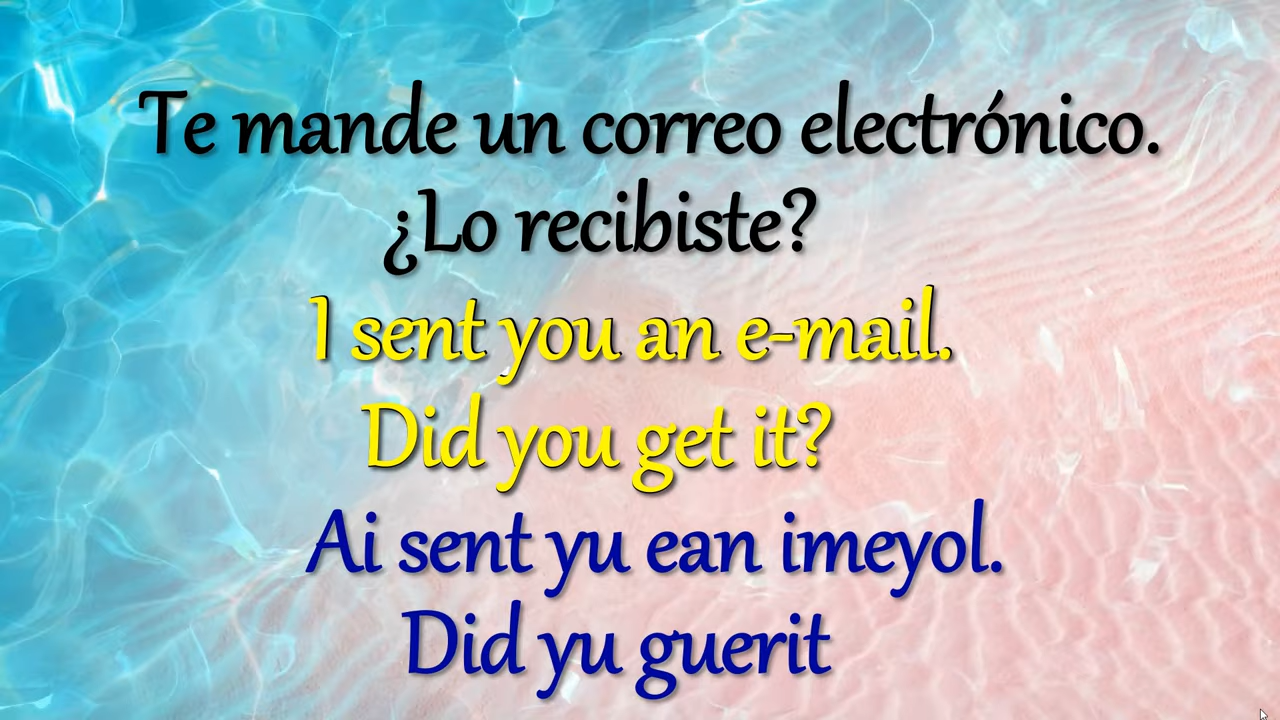 Te mande un correo electrónico.
¿Lo recibiste?
I sent you an e-mail.
Did you get it?
Ai sent yu ean imeyol.
Did yu guerit